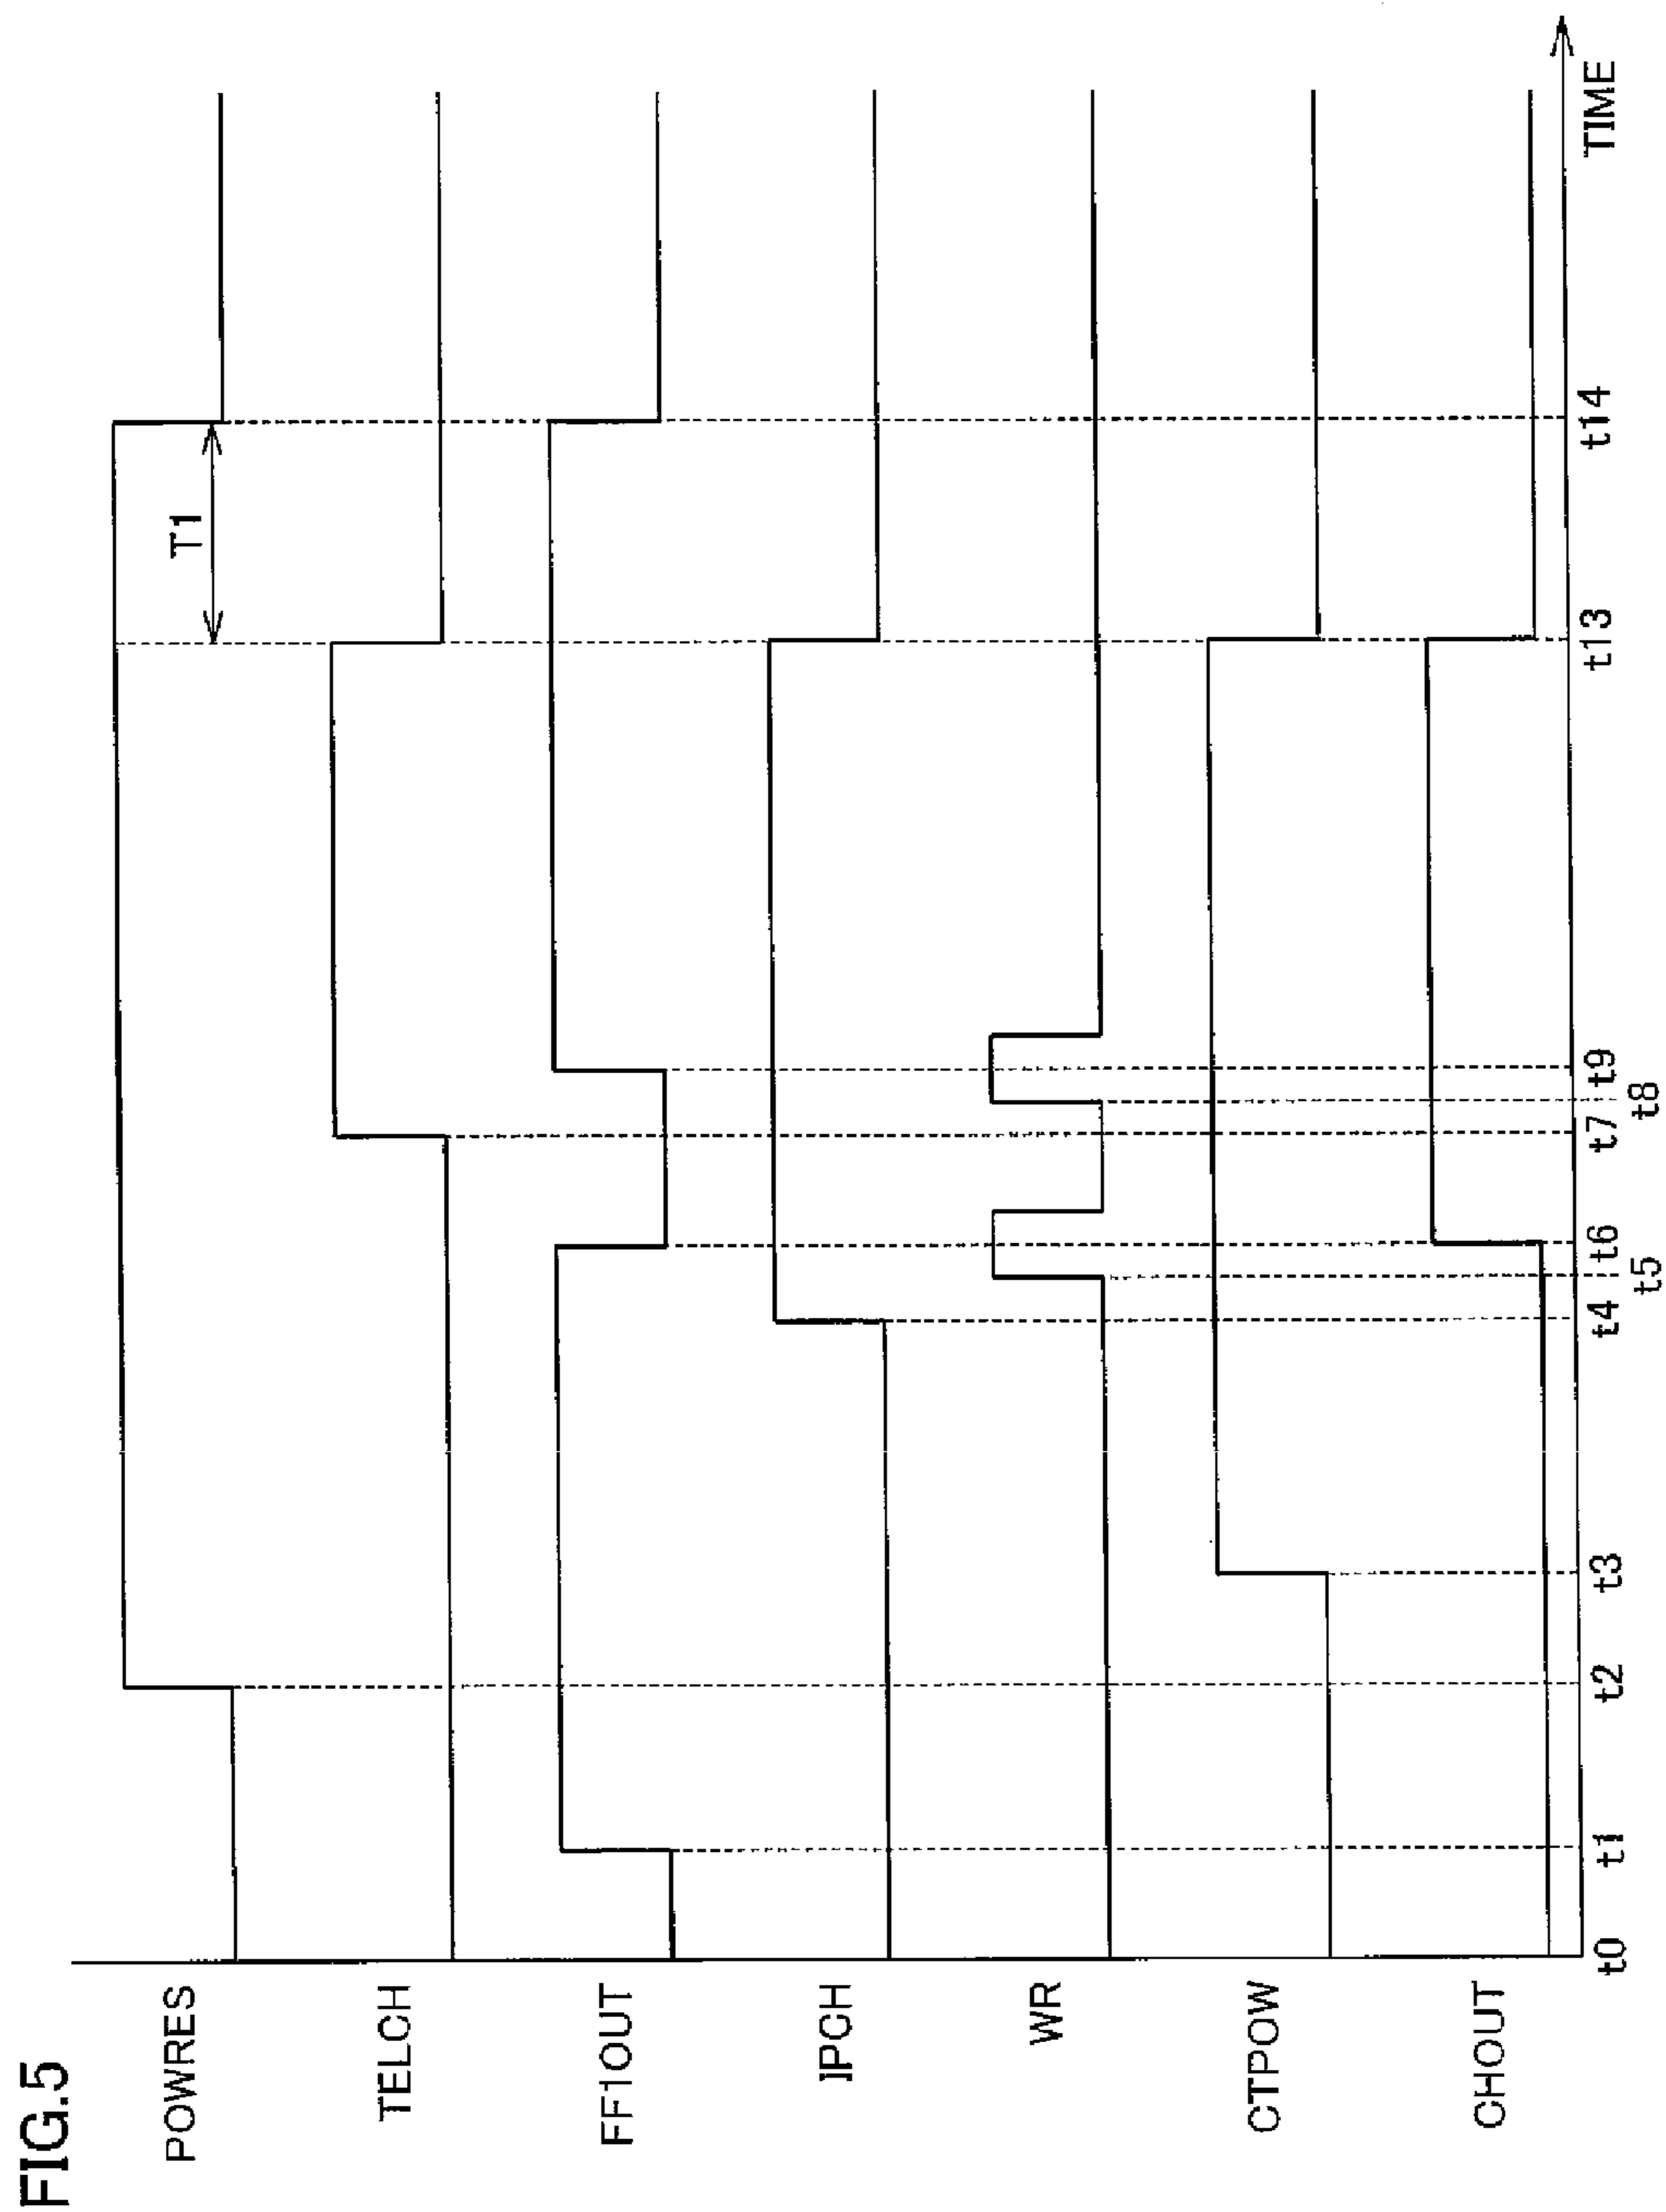 FIG.5
POWRES
T1
TELCH
FF1OUT
IPCH
WR
CTPOW
CHOUT
t0 t1 t2 t3 t4 t5 t6 t7 t8 t9 t13 t14
TIME